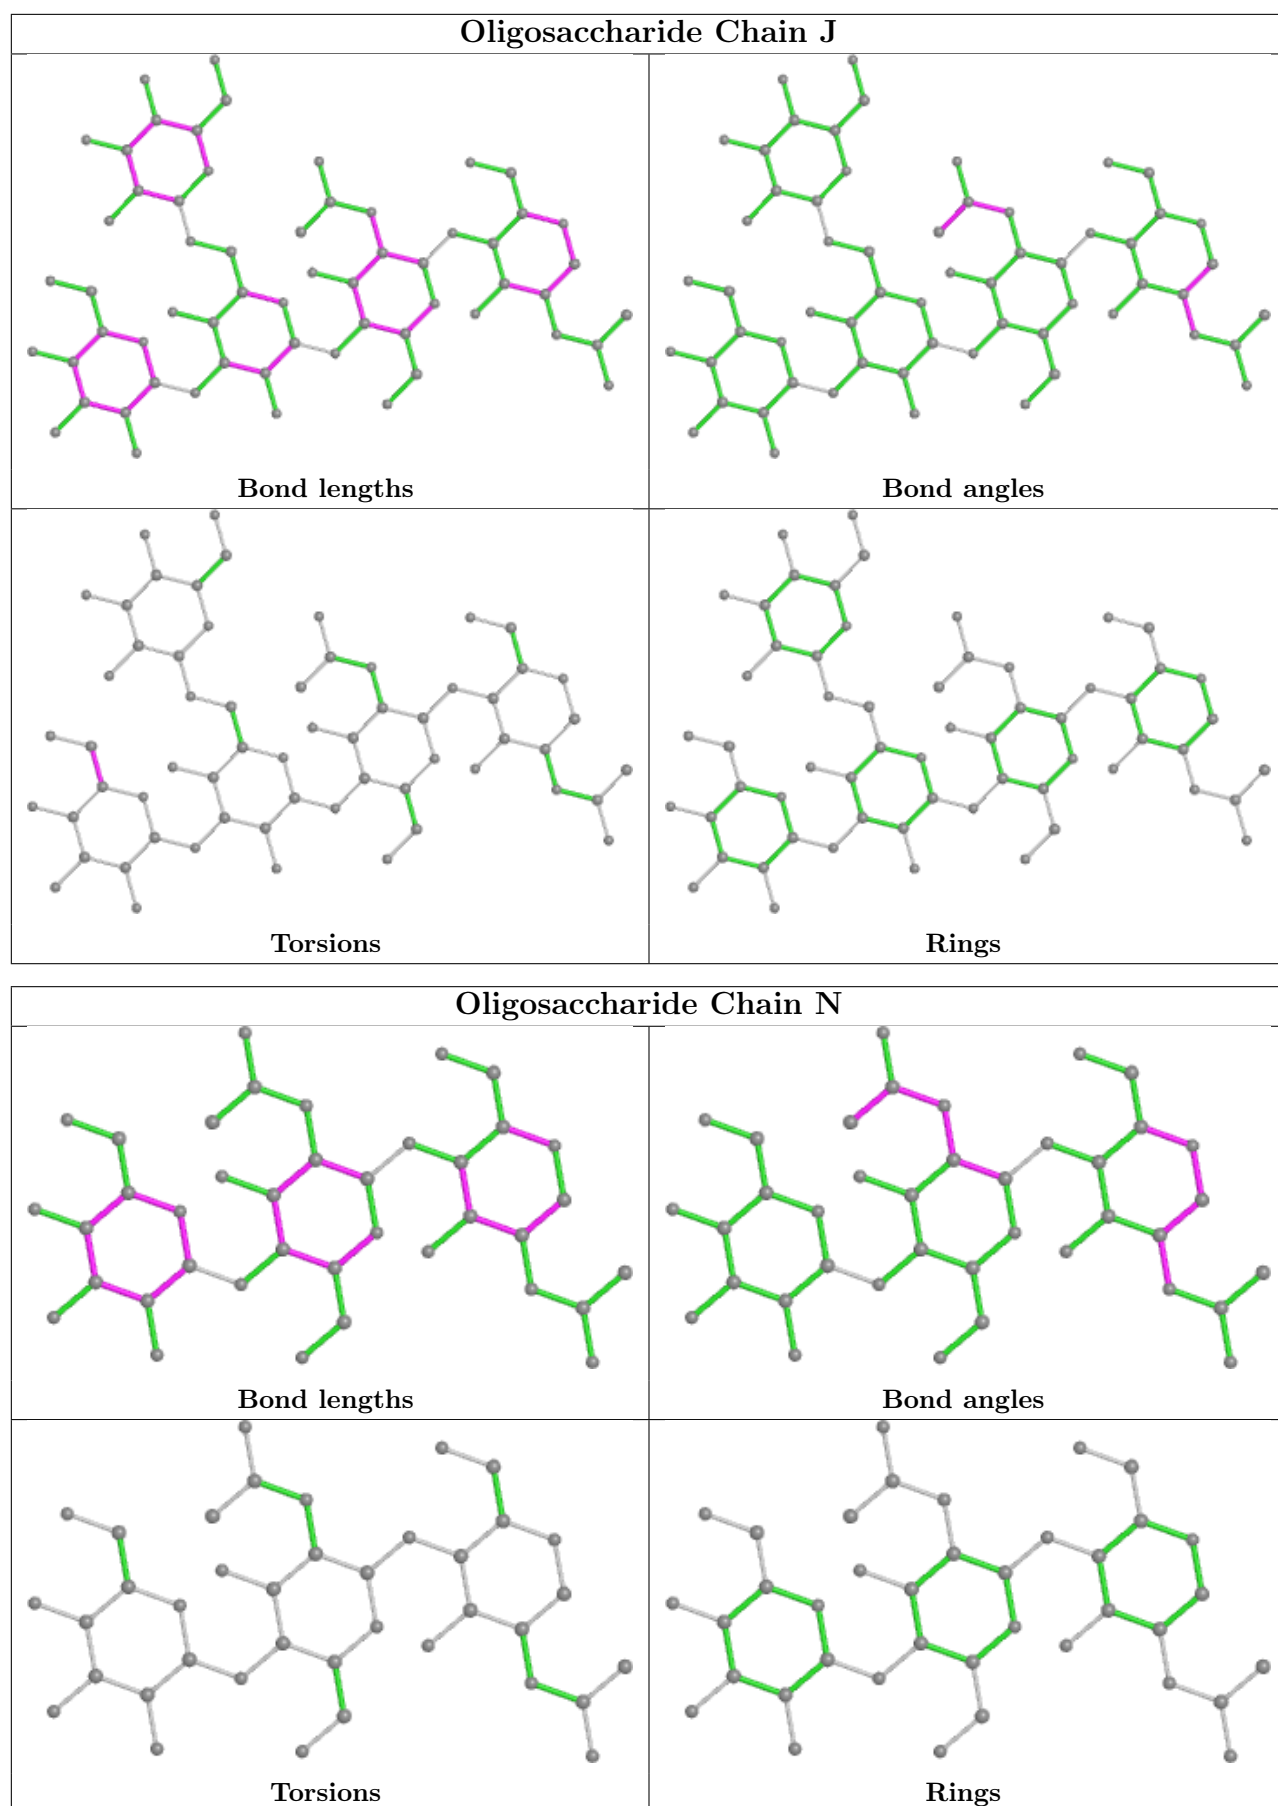 Oligosaccharide Chain J
Bond lengths
Bond angles
Torsions
Rings
Oligosaccharide Chain N
Bond lengths
Bond angles
Torsions
Rings